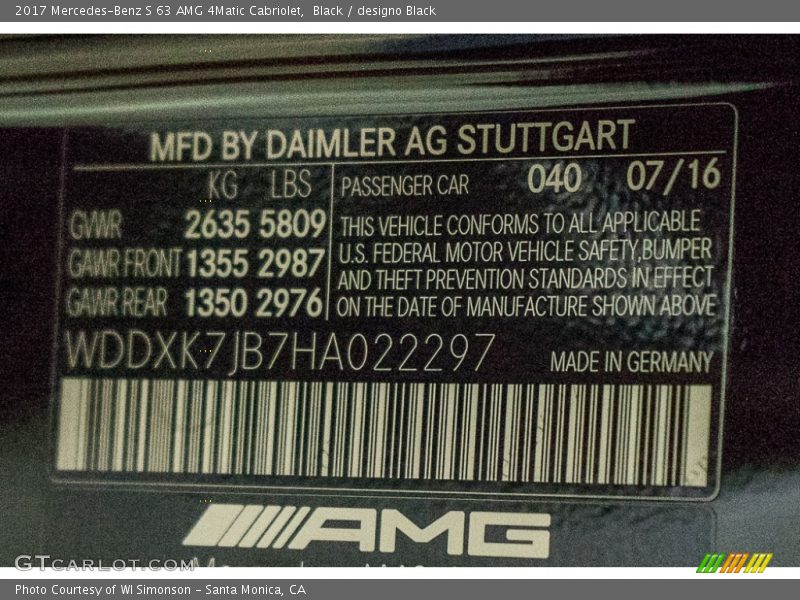 2017 Mercedes-Benz S 63 AMG 4Matic Cabriolet, Black / designo Black
MFD BY DAIMLER AG STUTTGART
KG LBS PASSENGER CAR 040 07/16
GVWR 2635 5809 THIS VEHICLE CONFORMS TO ALL APPLICABLE
GAWR FRONT 1355 2987 U.S. FEDERAL MOTOR VEHICLE SAFETY, BUMPER
AND THEFT PREVENTION STANDARDS IN EFFECT
GAWR REAR 1350 2976 ON THE DATE OF MANUFACTURE SHOWN ABOVE
WDDXK7JB7HA022297 MADE IN GERMANY
AMG
GTCARLOT.COM
Photo Courtesy of WI Simonson - Santa Monica, CA